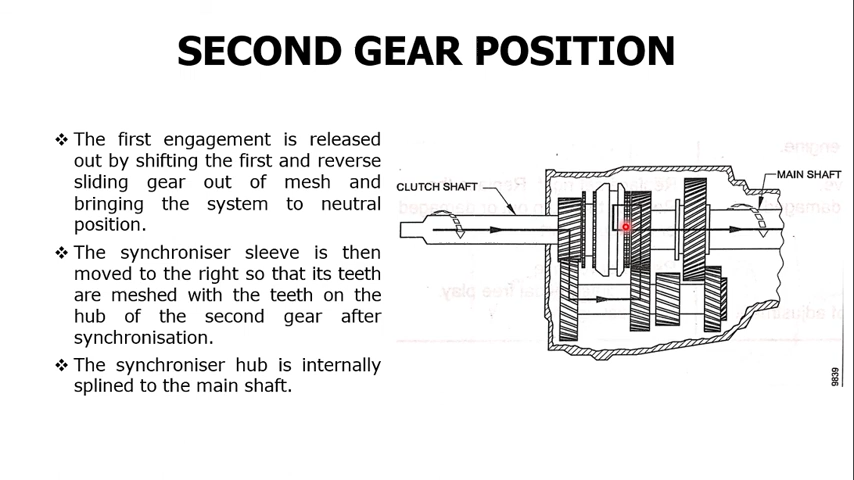 SECOND GEAR POSITION
❖ The first engagement is released
out by shifting the first and reverse
sliding gear out of mesh and
bringing the system to neutral
position.
❖ The synchroniser sleeve is then
moved to the right so that its teeth
are meshed with the teeth on the
hub of the second gear after
synchronisation.
❖ The synchroniser hub is internally
splined to the main shaft.
CLUTCH SHAFT
MAIN SHAFT
9839